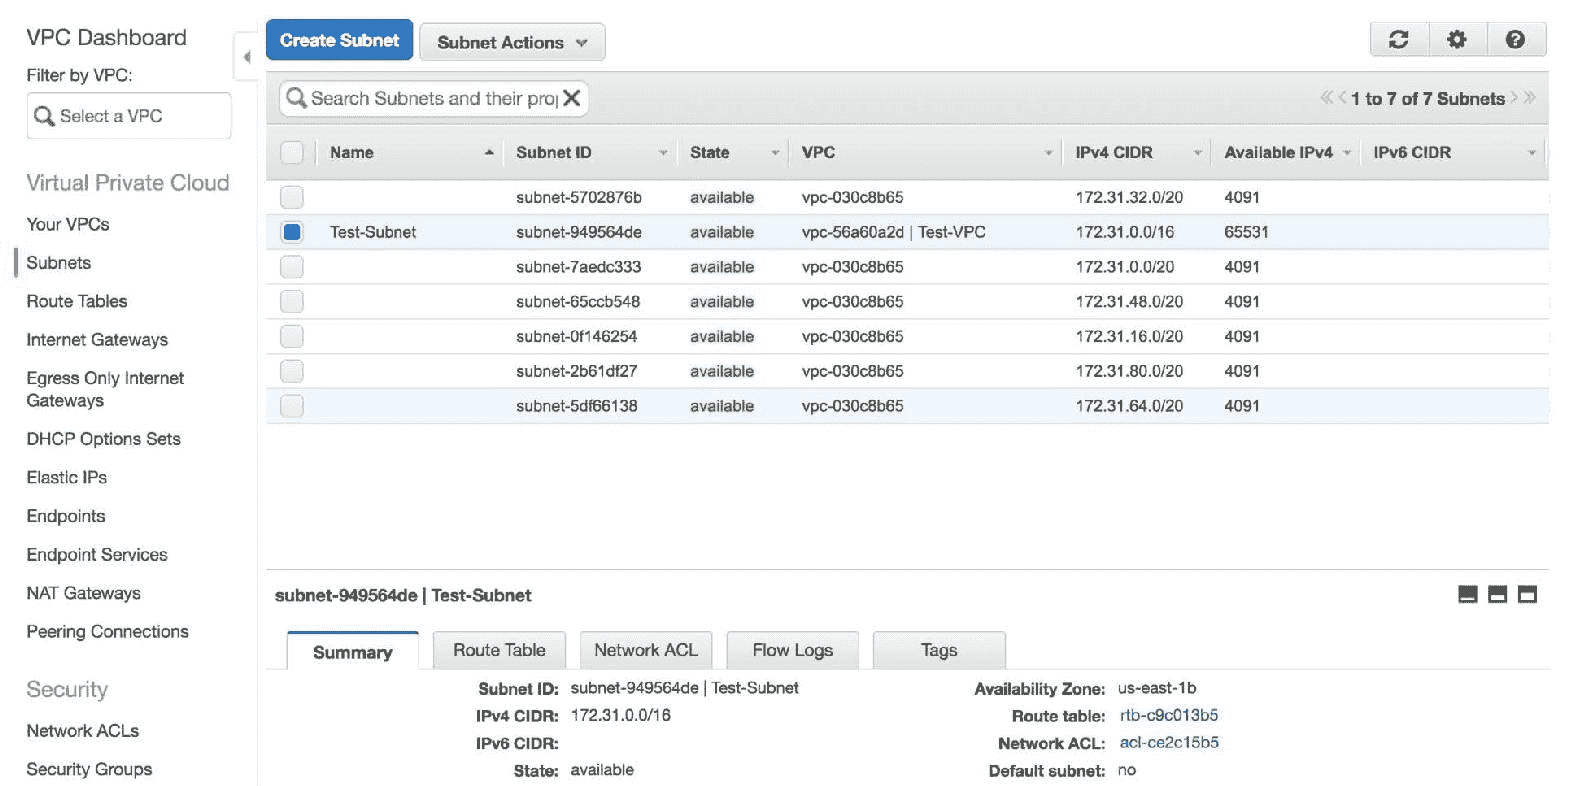 VPC Dashboard
Filter by VPC:
Select a VPC
Virtual Private Cloud
Your VPCs
Subnets
Route Tables
Internet Gateways
Egress Only Internet
Gateways
DHCP Options Sets
Elastic IPs
Endpoints
Endpoint Services
NAT Gateways
Peering Connections
Security
Network ACLs
Security Groups
Create Subnet Subnet Actions
Search Subnets and their pro
1 to 7 of 7 Subnets
Name Subnet ID State VPC IPv4 CIDR Available IPv4 IPv6 CIDR
subnet-5702876b available vpc-030c8b65 172.31.32.0/20 4091
Test-Subnet subnet-949564de available vpc-56a60a2d | Test-VPC 172.31.0.0/16 65531
subnet-7aedc333 available vpc-030c8b65 172.31.0.0/20 4091
subnet-65ccb548 available vpc-030c8b65 172.31.48.0/20 4091
subnet-0f146254 available vpc-030c8b65 172.31.16.0/20 4091
subnet-2b61df27 available vpc-030c8b65 172.31.80.0/20 4091
subnet-5df66138 available vpc-030c8b65 172.31.64.0/20 4091
subnet-949564de | Test-Subnet
Summary Route Table Network ACL Flow Logs Tags
Subnet ID: subnet-949564de | Test-Subnet Availability Zone: us-east-1b
IPv4 CIDR: 172.31.0.0/16 Route table: rtb-c9c013b5
IPv6 CIDR: Network ACL: acl-ce2c15b5
State: available Default subnet: no